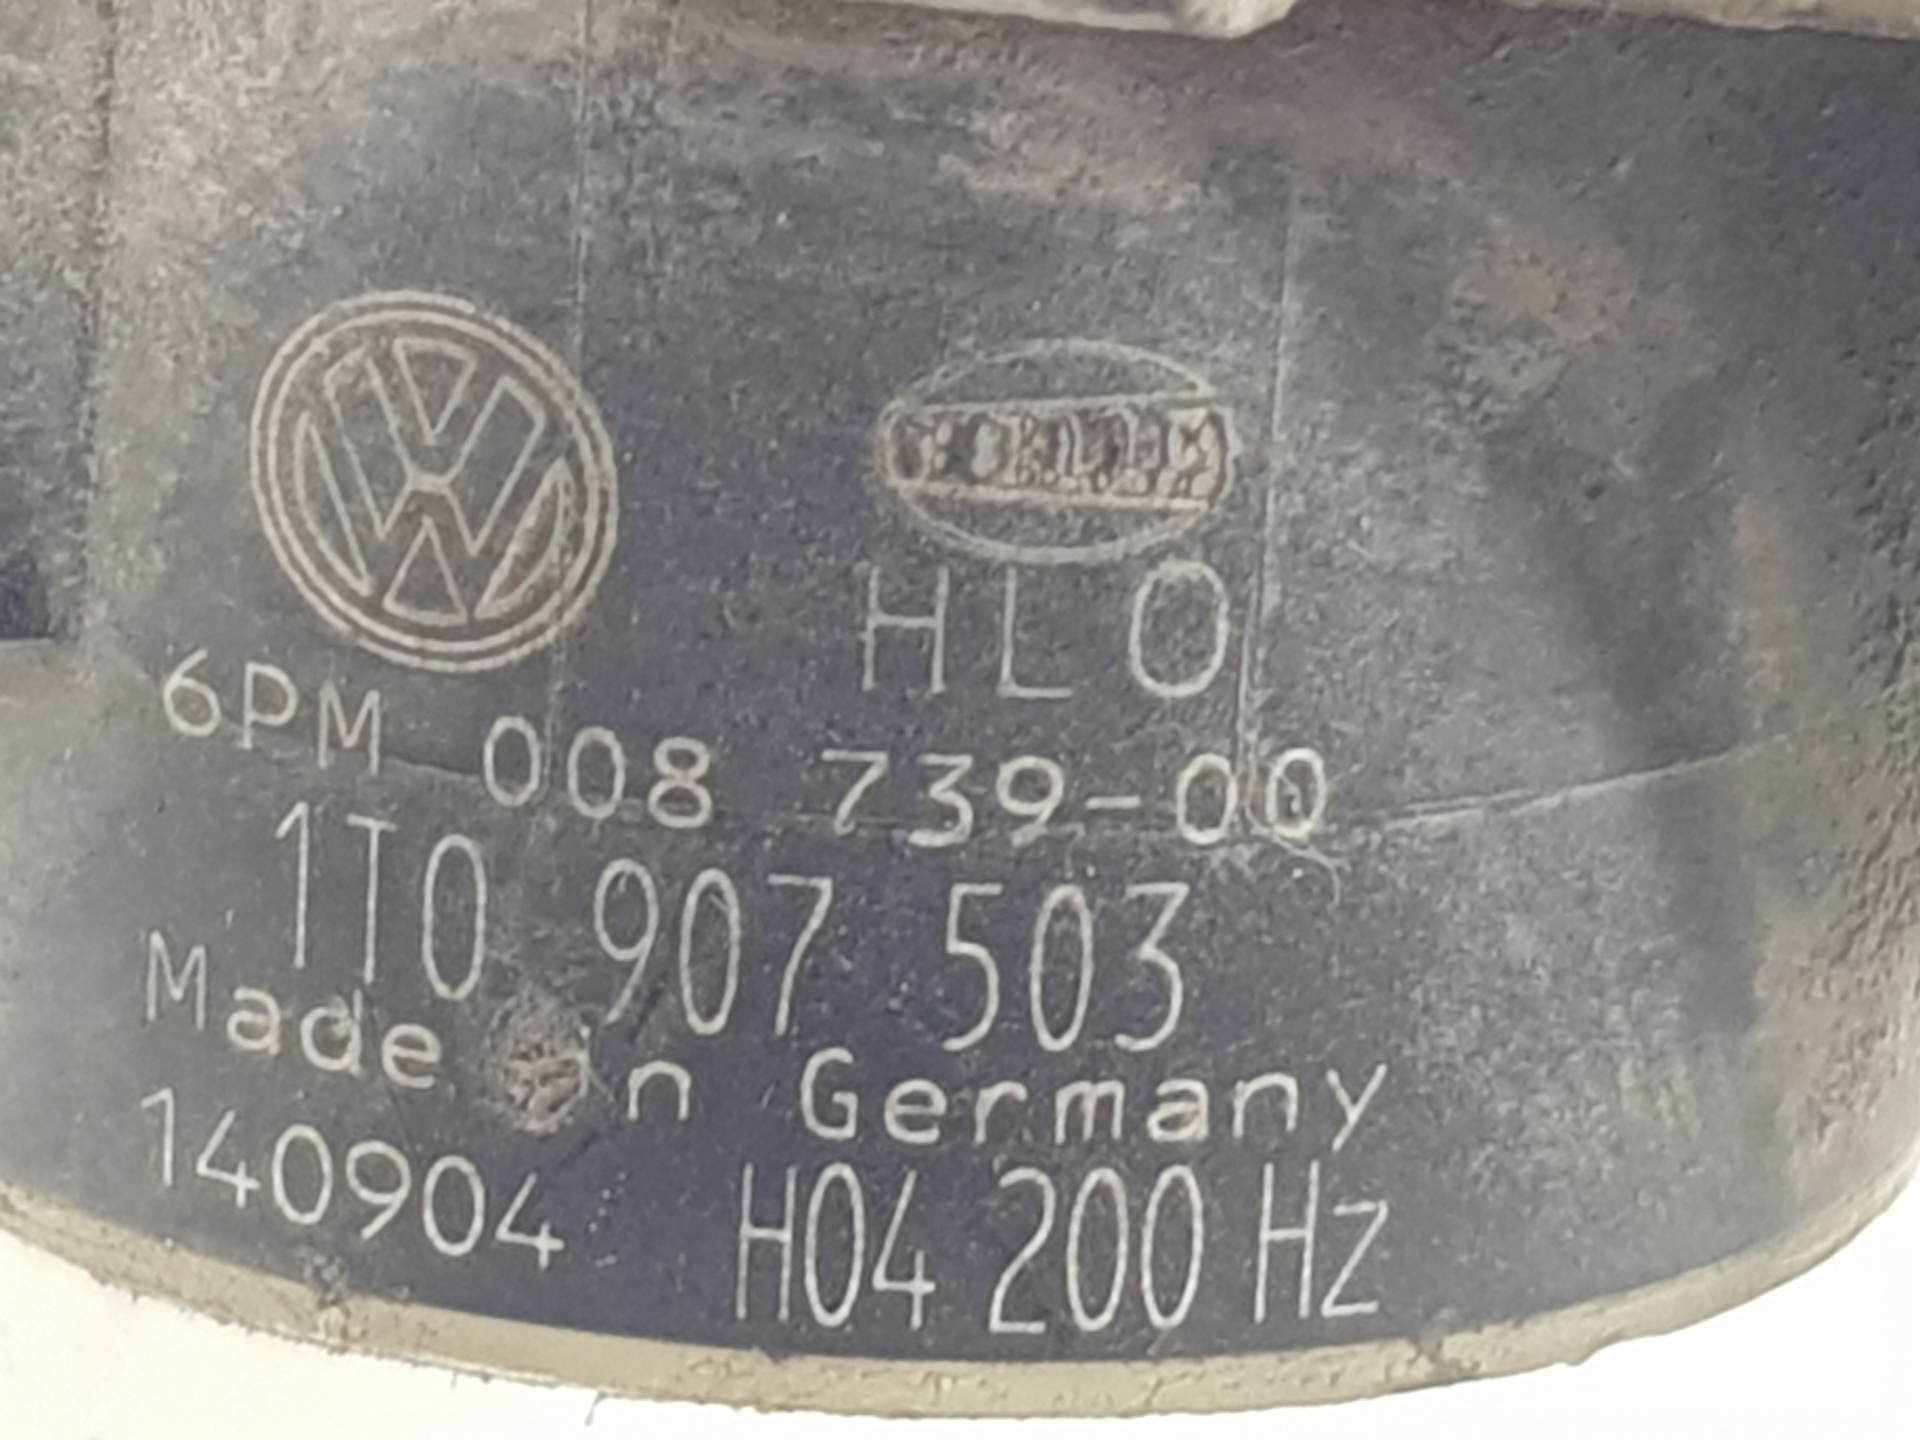 HLO
6PM 008 739-00
1T0 907 503
Made in Germany
140904 H04 200 Hz